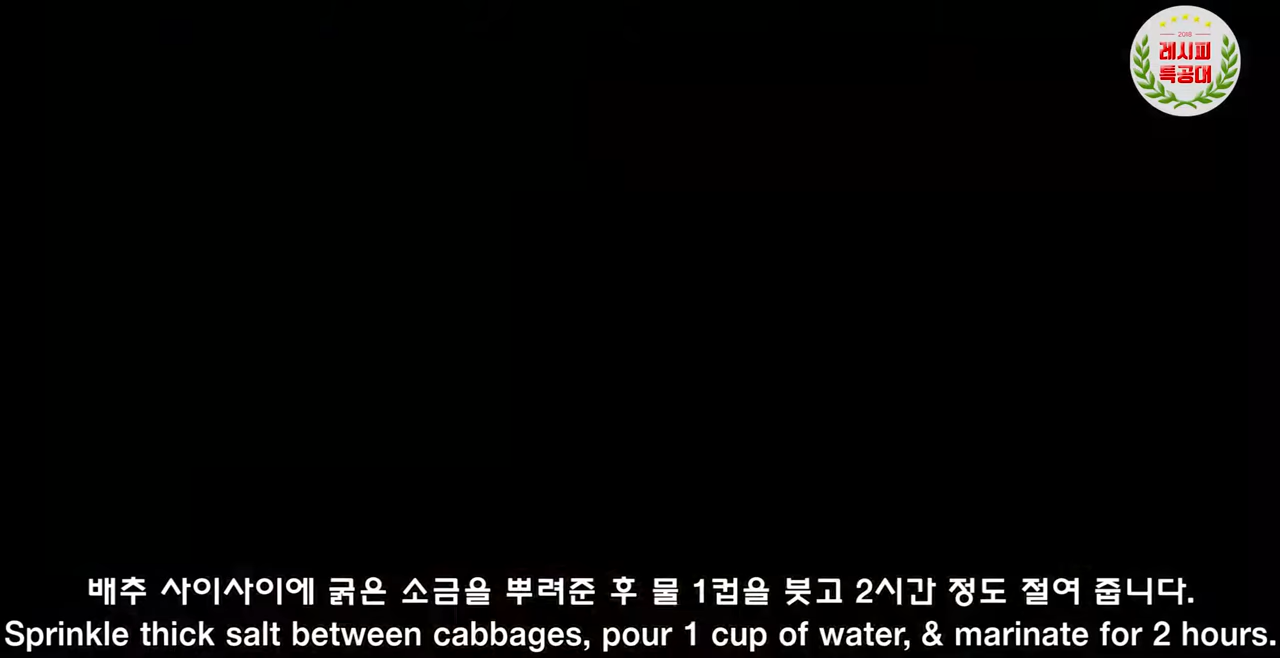 2018
레시피
특공대
배추 사이사이에 굵은 소금을 뿌려준 후 물 1컵을 붓고 2시간 정도 절여 줍니다.
Sprinkle thick salt between cabbages, pour 1 cup of water, & marinate for 2 hours.